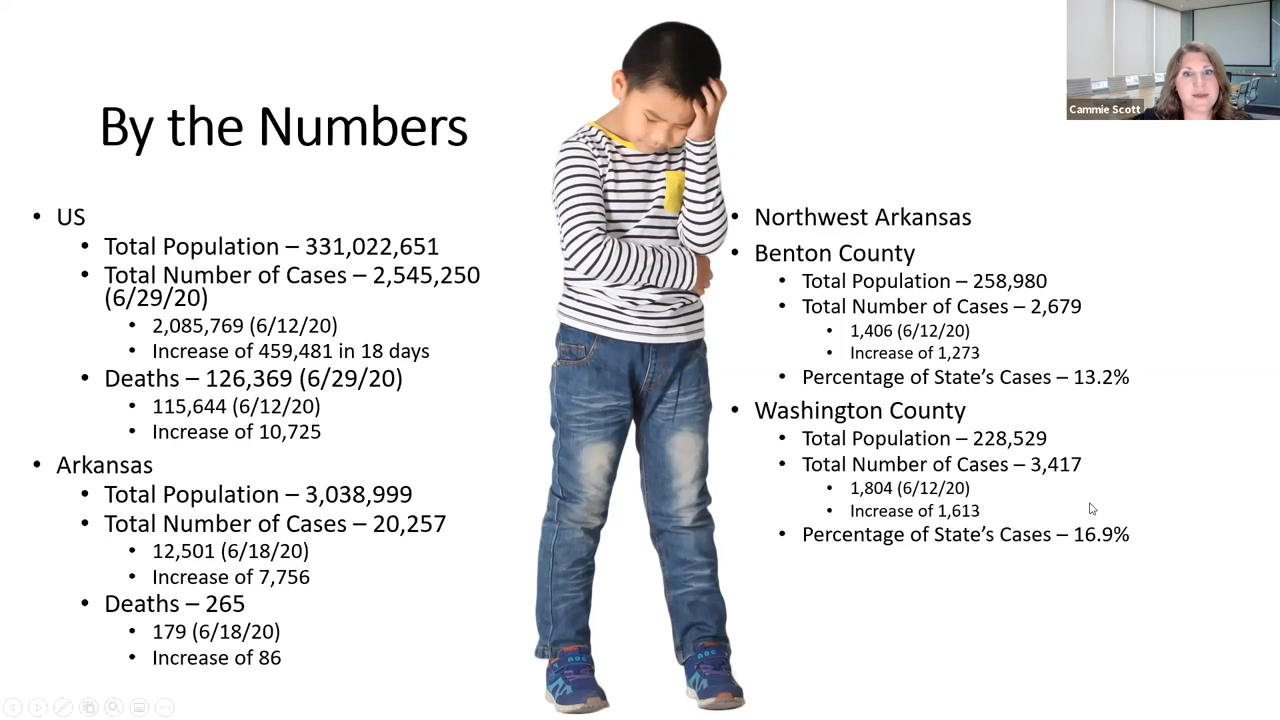 By the Numbers
• US
• Total Population – 331,022,651
• Total Number of Cases – 2,545,250
(6/29/20)
• 2,085,769 (6/12/20)
• Increase of 459,481 in 18 days
• Deaths – 126,369 (6/29/20)
• 115,644 (6/12/20)
• Increase of 10,725
• Arkansas
• Total Population – 3,038,999
• Total Number of Cases – 20,257
• 12,501 (6/18/20)
• Increase of 7,756
• Deaths – 265
• 179 (6/18/20)
• Increase of 86
• Northwest Arkansas
• Benton County
• Total Population – 258,980
• Total Number of Cases – 2,679
• 1,406 (6/12/20)
• Increase of 1,273
• Percentage of State’s Cases – 13.2%
• Washington County
• Total Population – 228,529
• Total Number of Cases – 3,417
• 1,804 (6/12/20)
• Increase of 1,613
• Percentage of State’s Cases – 16.9%
Cammie Scott